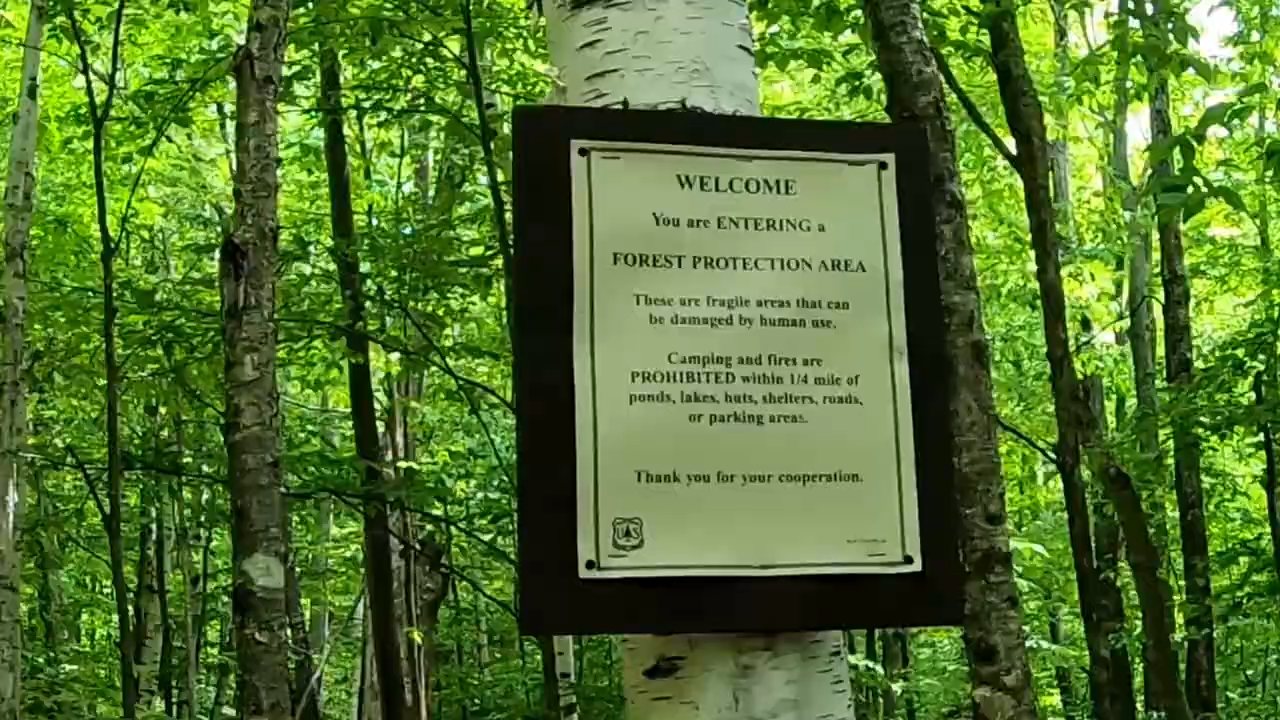 WELCOME
You are ENTERING a
FOREST PROTECTION AREA
These are fragile areas that can
be damaged by human use.
Camping and fires are
PROHIBITED within 1/4 mile of
ponds, lakes, huts, shelters, roads,
or parking areas.
Thank you for your cooperation.
UAS